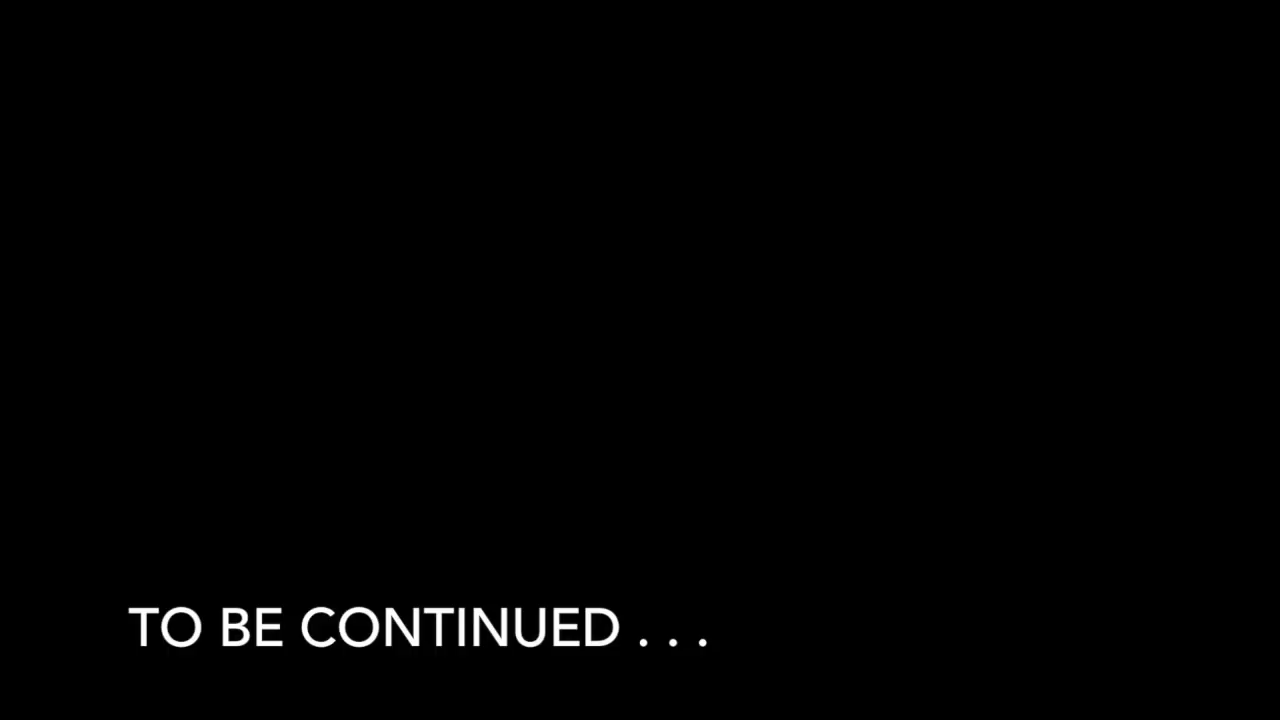 TO BE CONTINUED . . .